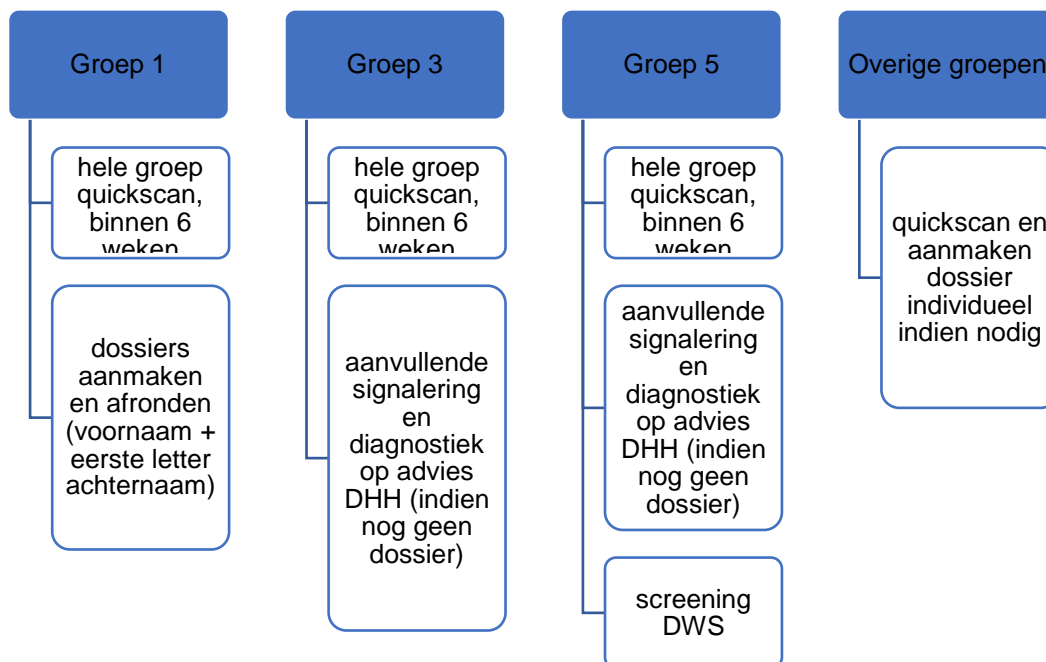 Groep 1
hele groep
quickscan,
binnen 6
weken
dossiers
aanmaken
en afronden
(voornaam +
eerste letter
achternaam)
Groep 3
hele groep
quickscan,
binnen 6
weken
aanvullende
signalering
en
diagnostiek
op advies
DHH (indien
nog geen
dossier)
Groep 5
hele groep
quickscan,
binnen 6
weken
aanvullende
signalering
en
diagnostiek
op advies
DHH (indien
nog geen
dossier)
screening
DWS
Overige groepen
quickscan en
aanmaken
dossier
individueel
indien nodig